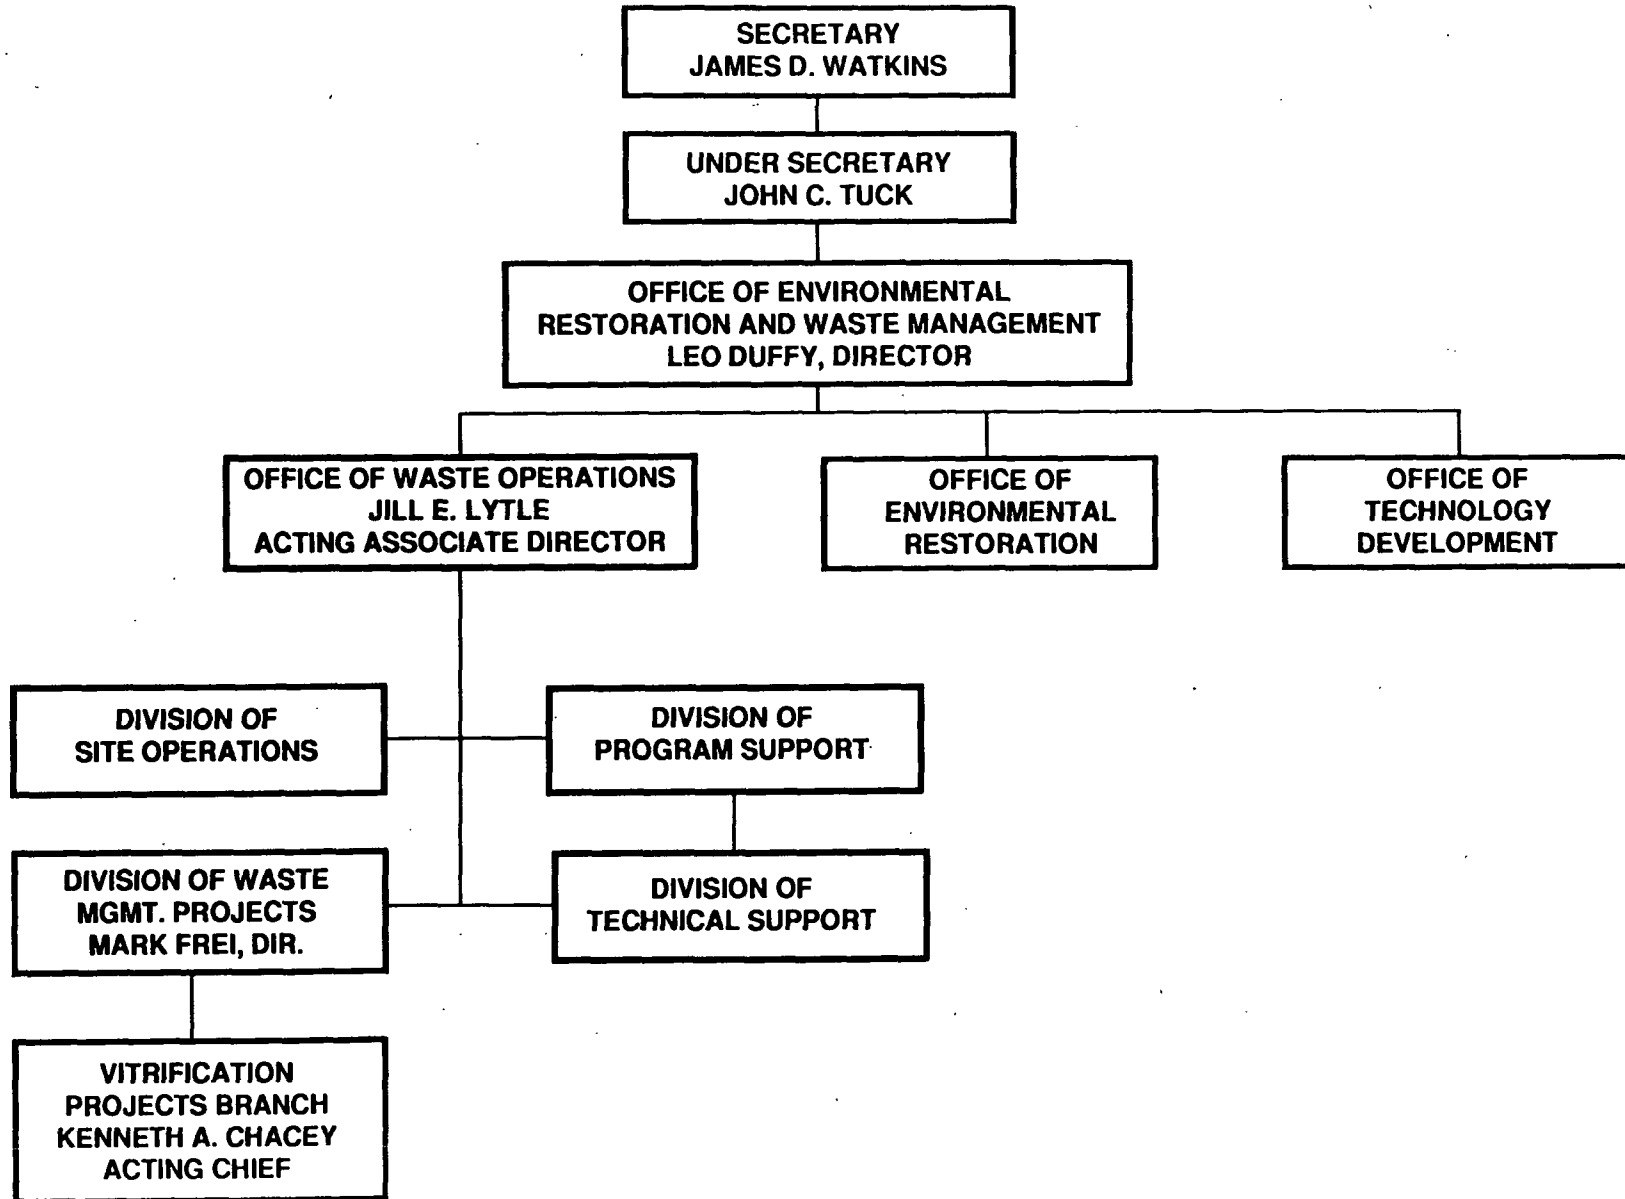 SECRETARY
JAMES D. WATKINS
UNDER SECRETARY
JOHN C. TUCK
OFFICE OF ENVIRONMENTAL
RESTORATION AND WASTE MANAGEMENT
LEO DUFFY, DIRECTOR
OFFICE OF WASTE OPERATIONS
JILL E. LYTLE
ACTING ASSOCIATE DIRECTOR
OFFICE OF
ENVIRONMENTAL
RESTORATION
OFFICE OF
TECHNOLOGY
DEVELOPMENT
DIVISION OF
SITE OPERATIONS
DIVISION OF
PROGRAM SUPPORT
DIVISION OF WASTE
MGMT. PROJECTS
MARK FREI, DIR.
DIVISION OF
TECHNICAL SUPPORT
VITRIFICATION
PROJECTS BRANCH
KENNETH A. CHACEY
ACTING CHIEF